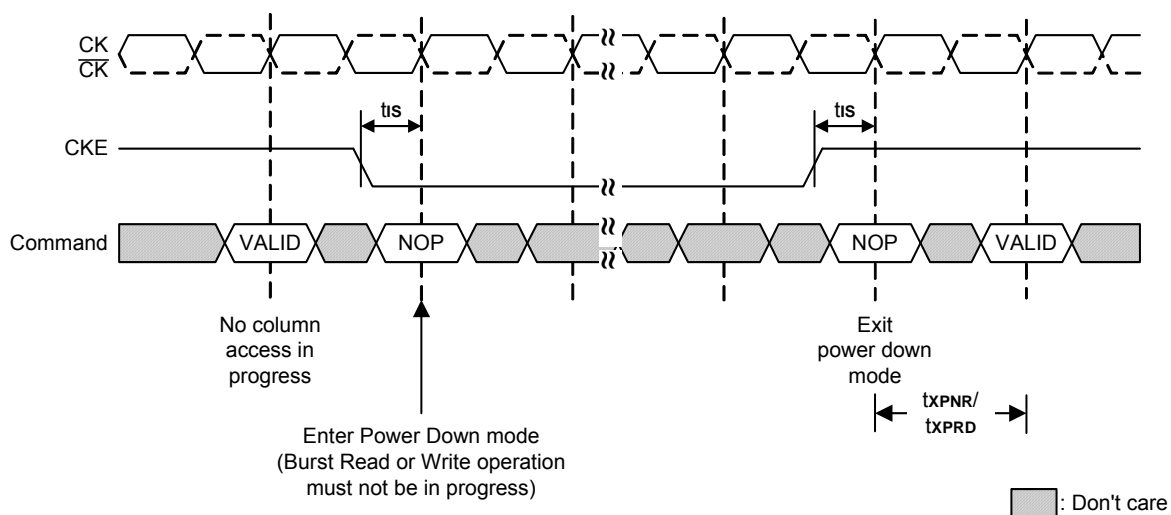 CK
CK
tIS
tIS
CKE
Command
VALID
NOP
NOP
VALID
No column
access in
progress
Exit
power down
mode
tXPNR/
tXPRD
Enter Power Down mode
(Burst Read or Write operation
must not be in progress)
: Don't care